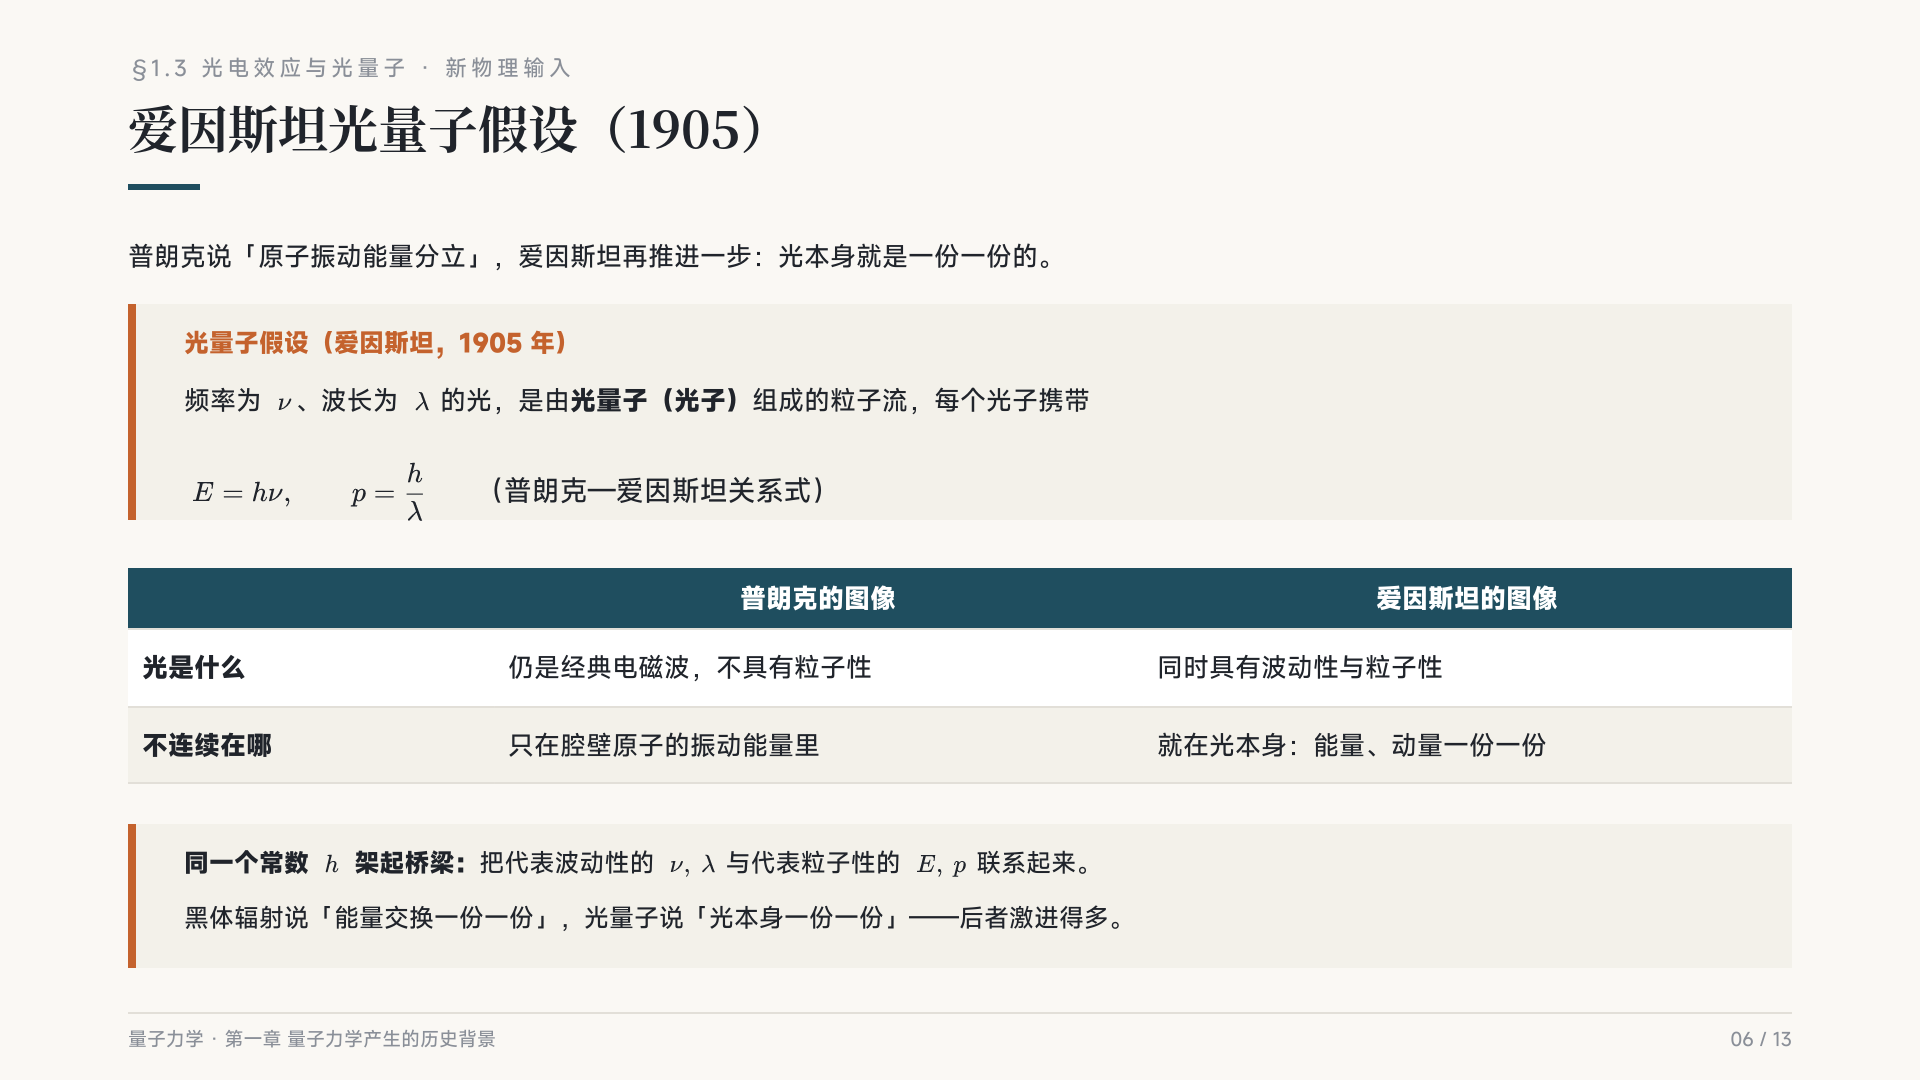 §1.3 光电效应与光量子 · 新物理输入
爱因斯坦光量子假设（1905）
普朗克说「原子振动能量分立」，爱因斯坦再推进一步：光本身就是一份一份的。
光量子假设（爱因斯坦，1905 年）
频率为 ν、波长为 λ 的光，是由光量子（光子）组成的粒子流，每个光子携带
E = hν, p = h/λ （普朗克—爱因斯坦关系式）
普朗克的图像 爱因斯坦的图像
光是什么 仍是经典电磁波，不具有粒子性 同时具有波动性与粒子性
不连续在哪 只在腔壁原子的振动能量里 就在光本身：能量、动量一份一份
同一个常数 h 架起桥梁：把代表波动性的 ν, λ 与代表粒子性的 E, p 联系起来。
黑体辐射说「能量交换一份一份」，光量子说「光本身一份一份」——后者激进得多。
量子力学 · 第一章 量子力学产生的历史背景
06 / 13